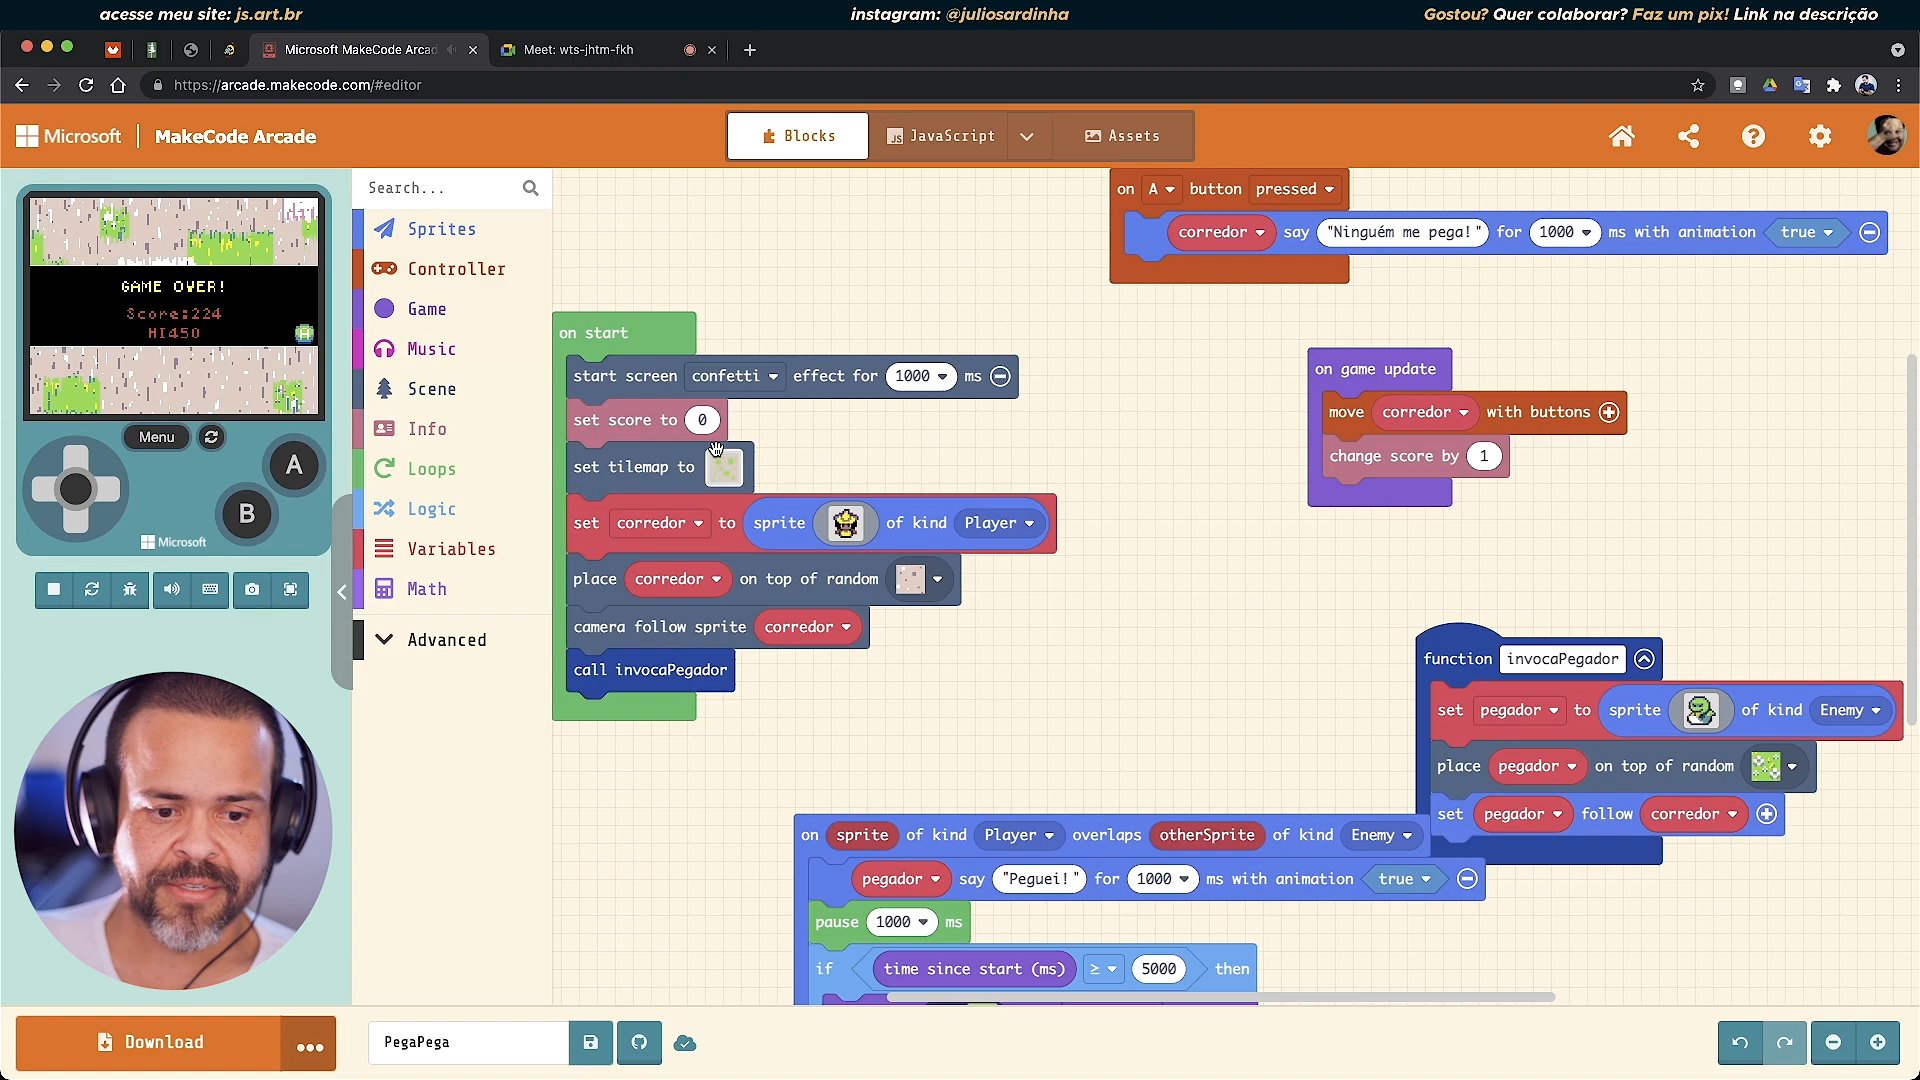 acesse meu site: js.art.br
instagram: @juliosardinha
Gostou? Quer colaborar? Faz um pix! Link na descrição
Microsoft MakeCode Arcad
Meet: wts-jhtm-fkh
https://arcade.makecode.com/#editor
Microsoft | MakeCode Arcade
Blocks
JavaScript
Assets
GAME OVER!
Score:224
HI450
Menu
A
B
Microsoft
Search...
Sprites
Controller
Game
Music
Scene
Info
Loops
Logic
Variables
Math
Advanced
on A button pressed
corredor say "Ninguém me pega!" for 1000 ms with animation true
on start
start screen confetti effect for 1000 ms
set score to 0
set tilemap to
set corredor to sprite of kind Player
place corredor on top of random
camera follow sprite corredor
call invocaPegador
on game update
move corredor with buttons
change score by 1
function invocaPegador
set pegador to sprite of kind Enemy
place pegador on top of random
set pegador follow corredor
on sprite of kind Player overlaps otherSprite of kind Enemy
pegador say "Peguei!" for 1000 ms with animation true
pause 1000 ms
if time since start (ms) ≥ 5000 then
Download
PegaPega